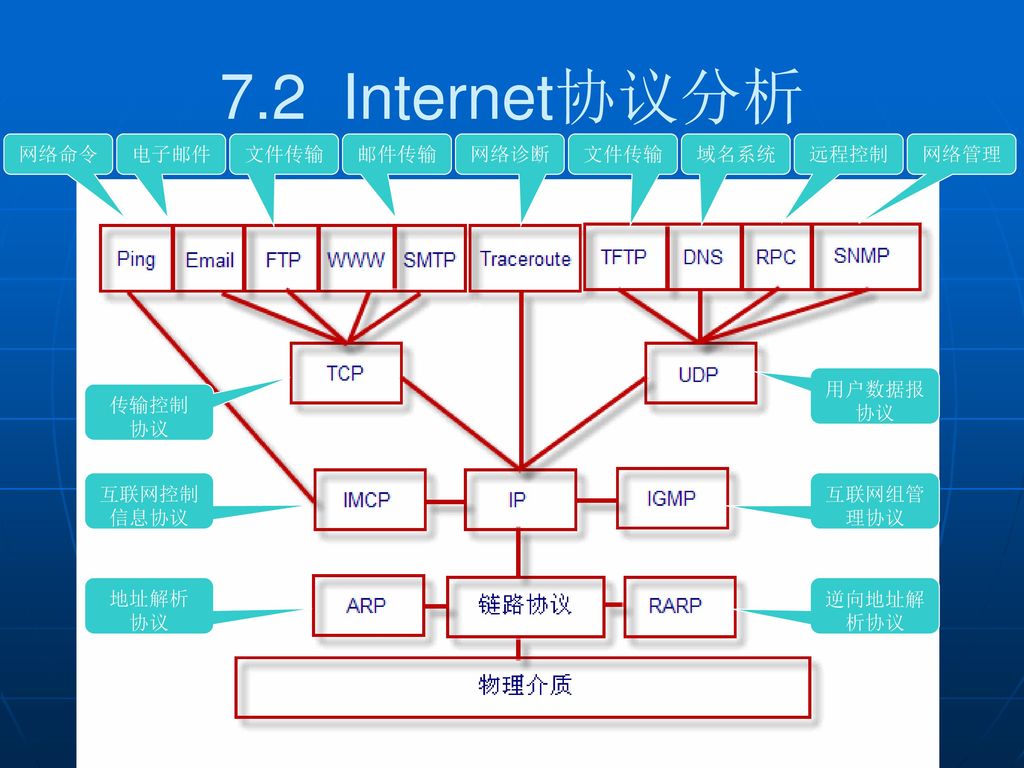 7.2 Internet协议分析
网络命令 电子邮件 文件传输 邮件传输 网络诊断 文件传输 域名系统 远程控制 网络管理
Ping Email FTP WWW SMTP Traceroute TFTP DNS RPC SNMP
TCP UDP
传输控制
协议
用户数据报
协议
互联网控制
信息协议
IMCP IP IGMP
互联网组管
理协议
地址解析
协议
ARP 链路协议 RARP
逆向地址解
析协议
物理介质